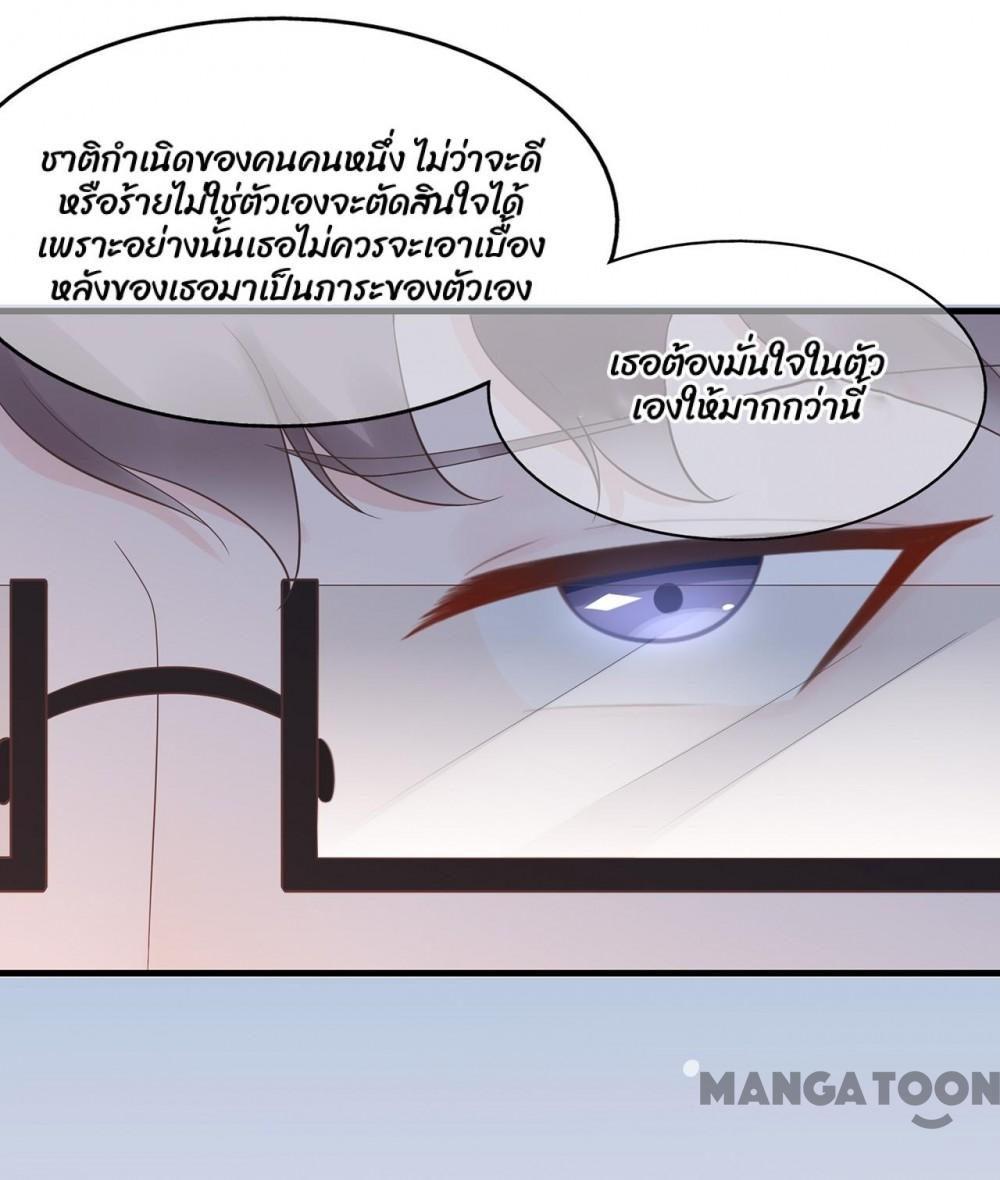 ชาติกำเนิดของคนคนหนึ่ง ไม่ว่าจะดี
หรือร้ายไม่ใช่ตัวเองจะตัดสินใจได้
เพราะอย่างนั้นเธอไม่ควรจะเอาเบื้อง
หลังของเธอมาเป็นภาระของตัวเอง
เธอต้องมั่นใจในตัว
เองให้มากกว่านี้
MANGA TOON